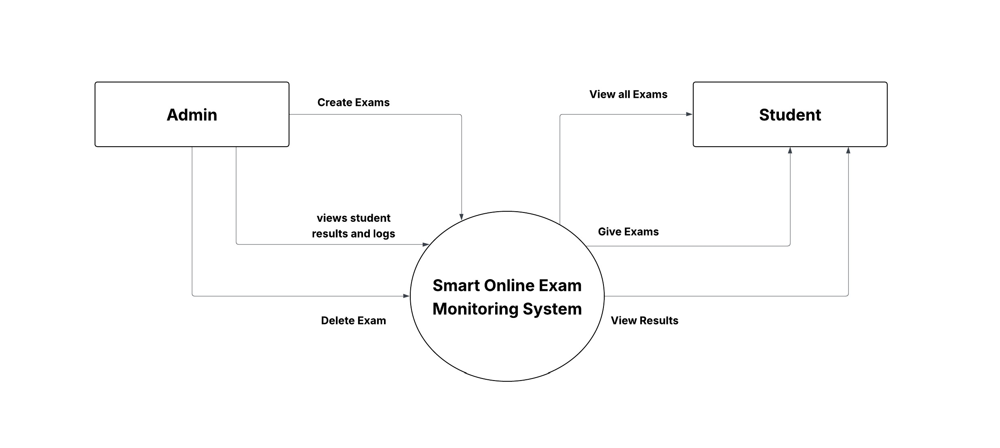 Admin
Create Exams
View all Exams
Student
views student
results and logs
Give Exams
Smart Online Exam
Monitoring System
Delete Exam
View Results